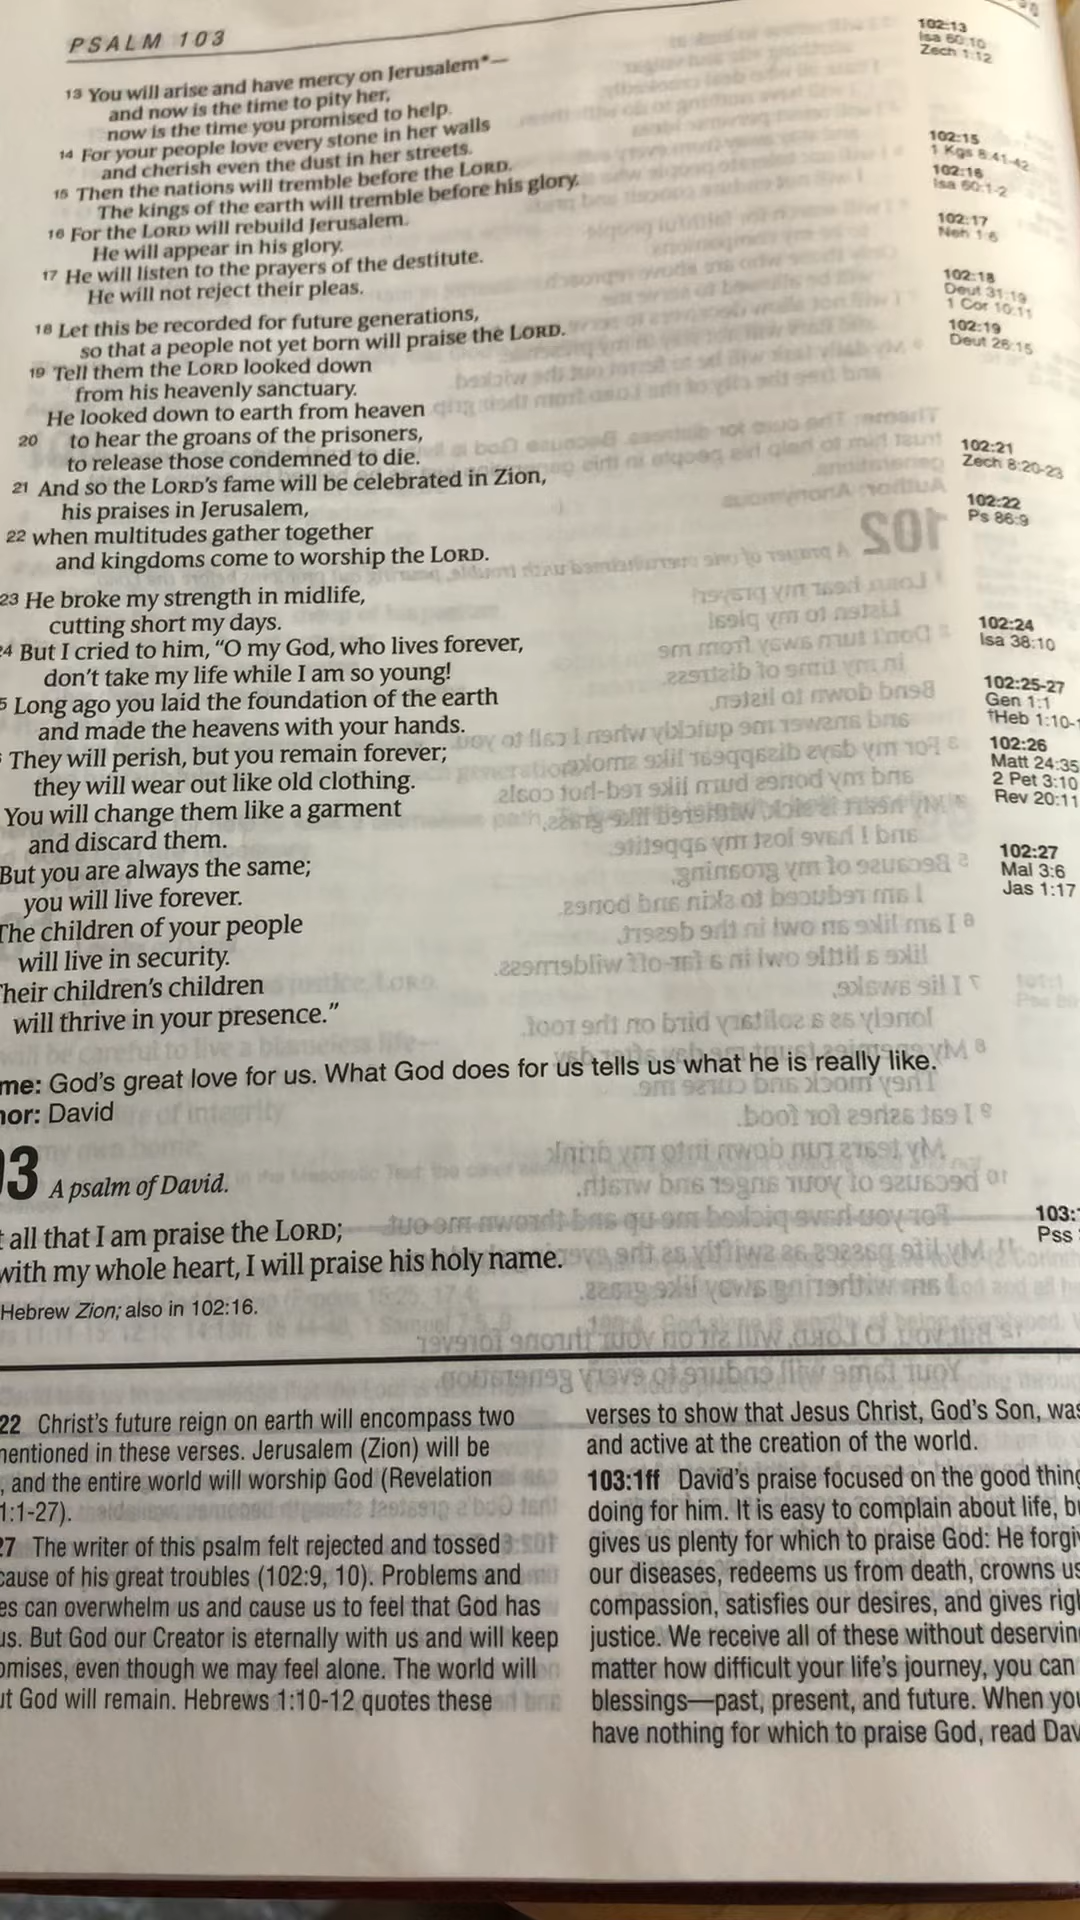 PSALM 103
13 You will arise and have mercy on Jerusalem*—
and now is the time to pity her,
now is the time you promised to help.
14 For your people love every stone in her walls
and cherish even the dust in her streets.
15 Then the nations will tremble before the LORD.
The kings of the earth will tremble before his glory.
16 For the LORD will rebuild Jerusalem.
He will appear in his glory.
17 He will listen to the prayers of the destitute.
He will not reject their pleas.
18 Let this be recorded for future generations,
so that a people not yet born will praise the LORD.
19 Tell them the LORD looked down
from his heavenly sanctuary.
He looked down to earth from heaven
20 to hear the groans of the prisoners,
to release those condemned to die.
21 And so the LORD's fame will be celebrated in Zion,
his praises in Jerusalem,
22 when multitudes gather together
and kingdoms come to worship the LORD.
23 He broke my strength in midlife,
cutting short my days.
4 But I cried to him, “O my God, who lives forever,
don't take my life while I am so young!
5 Long ago you laid the foundation of the earth
and made the heavens with your hands.
They will perish, but you remain forever;
they will wear out like old clothing.
You will change them like a garment
and discard them.
But you are always the same;
you will live forever.
The children of your people
will live in security.
Their children's children
will thrive in your presence.”
me: God's great love for us. What God does for us tells us what he is really like.
hor: David
03 A psalm of David.
t all that I am praise the LORD;
with my whole heart, I will praise his holy name.
Hebrew Zion; also in 102:16.
102:13
Isa 60:10
Zech 1:12
102:15
1 Kgs 8:41-42
102:16
Isa 60:1-2
102:17
Neh 1:6
102:18
Deut 31:19
1 Cor 10:11
102:19
Deut 26:15
102:21
Zech 8:20-23
102:22
Ps 86:9
102:24
Isa 38:10
102:25-27
Gen 1:1
†Heb 1:10-1
102:26
Matt 24:35
2 Pet 3:10
Rev 20:11
102:27
Mal 3:6
Jas 1:17
103:1
Pss
22 Christ's future reign on earth will encompass two
mentioned in these verses. Jerusalem (Zion) will be
, and the entire world will worship God (Revelation
1:1-27).
27 The writer of this psalm felt rejected and tossed
cause of his great troubles (102:9, 10). Problems and
es can overwhelm us and cause us to feel that God has
us. But God our Creator is eternally with us and will keep
omises, even though we may feel alone. The world will
ut God will remain. Hebrews 1:10-12 quotes these
verses to show that Jesus Christ, God's Son, was
and active at the creation of the world.
103:1ff David's praise focused on the good thing
doing for him. It is easy to complain about life, bu
gives us plenty for which to praise God: He forgiv
our diseases, redeems us from death, crowns us
compassion, satisfies our desires, and gives righ
justice. We receive all of these without deservin
matter how difficult your life's journey, you can
blessings—past, present, and future. When you
have nothing for which to praise God, read Dav